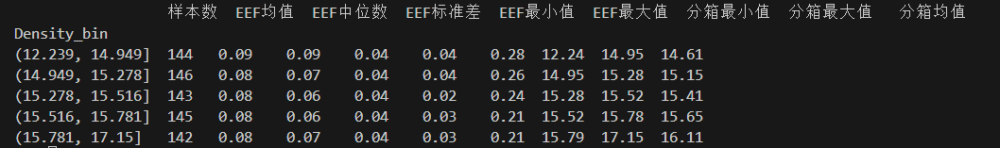 样本数 EEF均值 EEF中位数 EEF标准差 EEF最小值 EEF最大值 分箱最小值 分箱最大值 分箱均值
Density_bin
(12.239, 14.949] 144 0.09 0.09 0.04 0.04 0.28 12.24 14.95 14.61
(14.949, 15.278] 146 0.08 0.07 0.04 0.04 0.26 14.95 15.28 15.15
(15.278, 15.516] 143 0.08 0.06 0.04 0.02 0.24 15.28 15.52 15.41
(15.516, 15.781] 145 0.08 0.06 0.04 0.03 0.21 15.52 15.78 15.65
(15.781, 17.15] 142 0.08 0.07 0.04 0.03 0.21 15.79 17.15 16.11